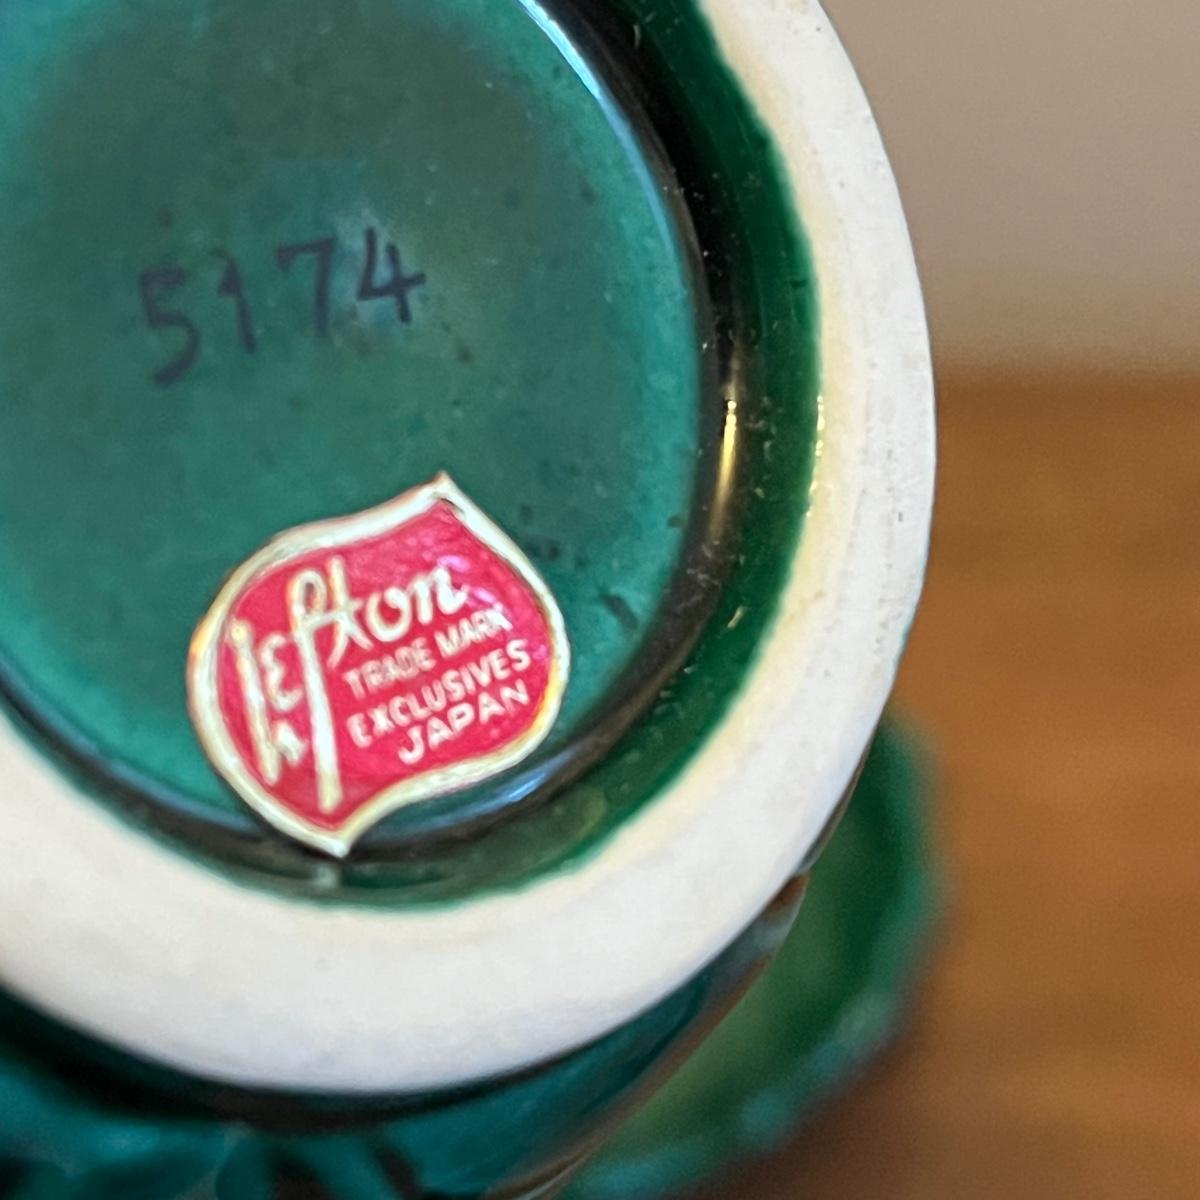 5174
Lefton
TRADE MARK
EXCLUSIVES
JAPAN